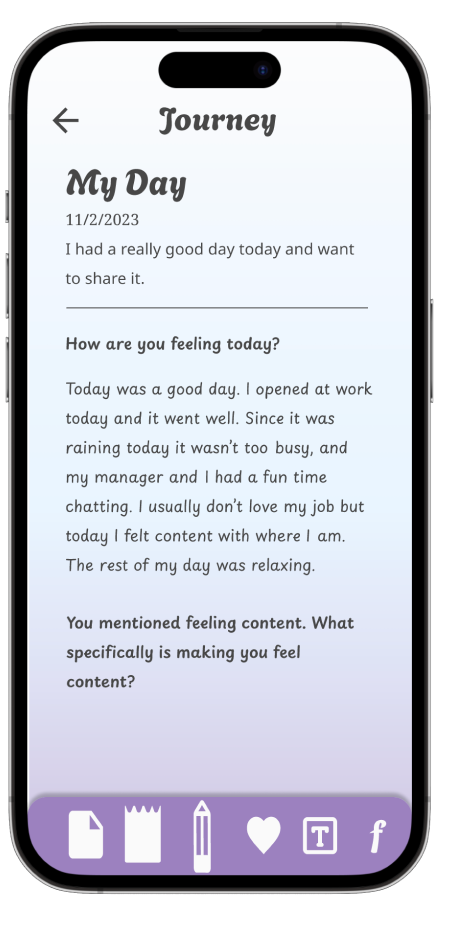 Journey
My Day
11/2/2023
I had a really good day today and want
to share it.
How are you feeling today?
Today was a good day. I opened at work
today and it went well. Since it was
raining today it wasn't too busy, and
my manager and I had a fun time
chatting. I usually don't love my job but
today I felt content with where I am.
The rest of my day was relaxing.
You mentioned feeling content. What
specifically is making you feel
content?
T f